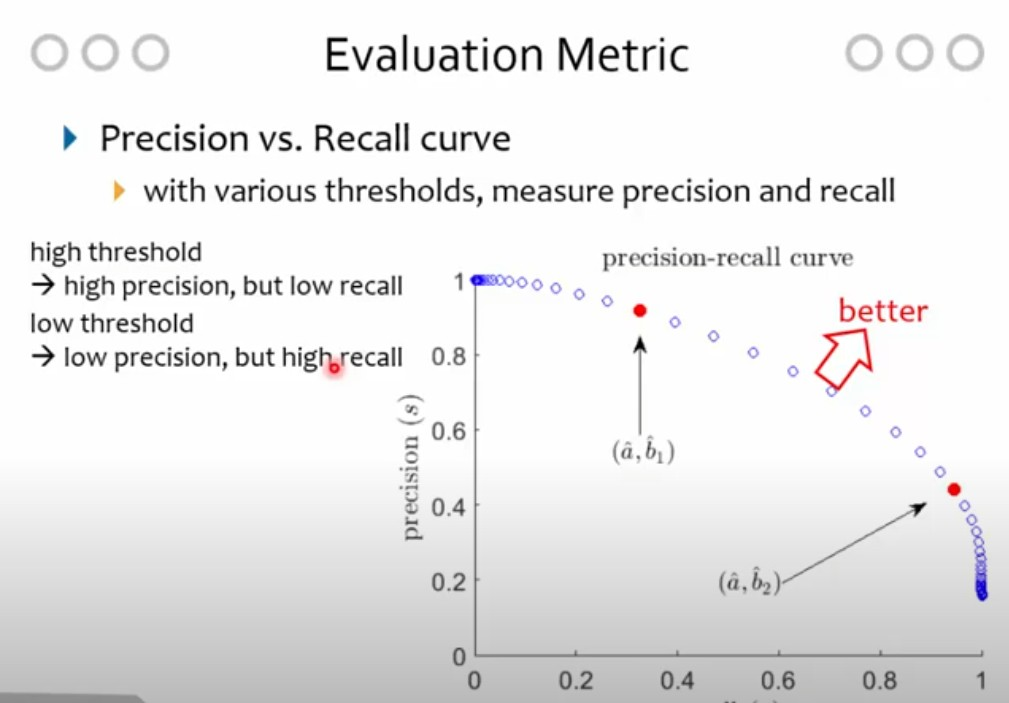 Evaluation Metric
Precision vs. Recall curve
with various thresholds, measure precision and recall
high threshold
→ high precision, but low recall
low threshold
→ low precision, but high recall
precision-recall curve
better
(â, b̂₁)
(â, b̂₂)
precision (s)
1
0.8
0.6
0.4
0.2
0
0 0.2 0.4 0.6 0.8 1